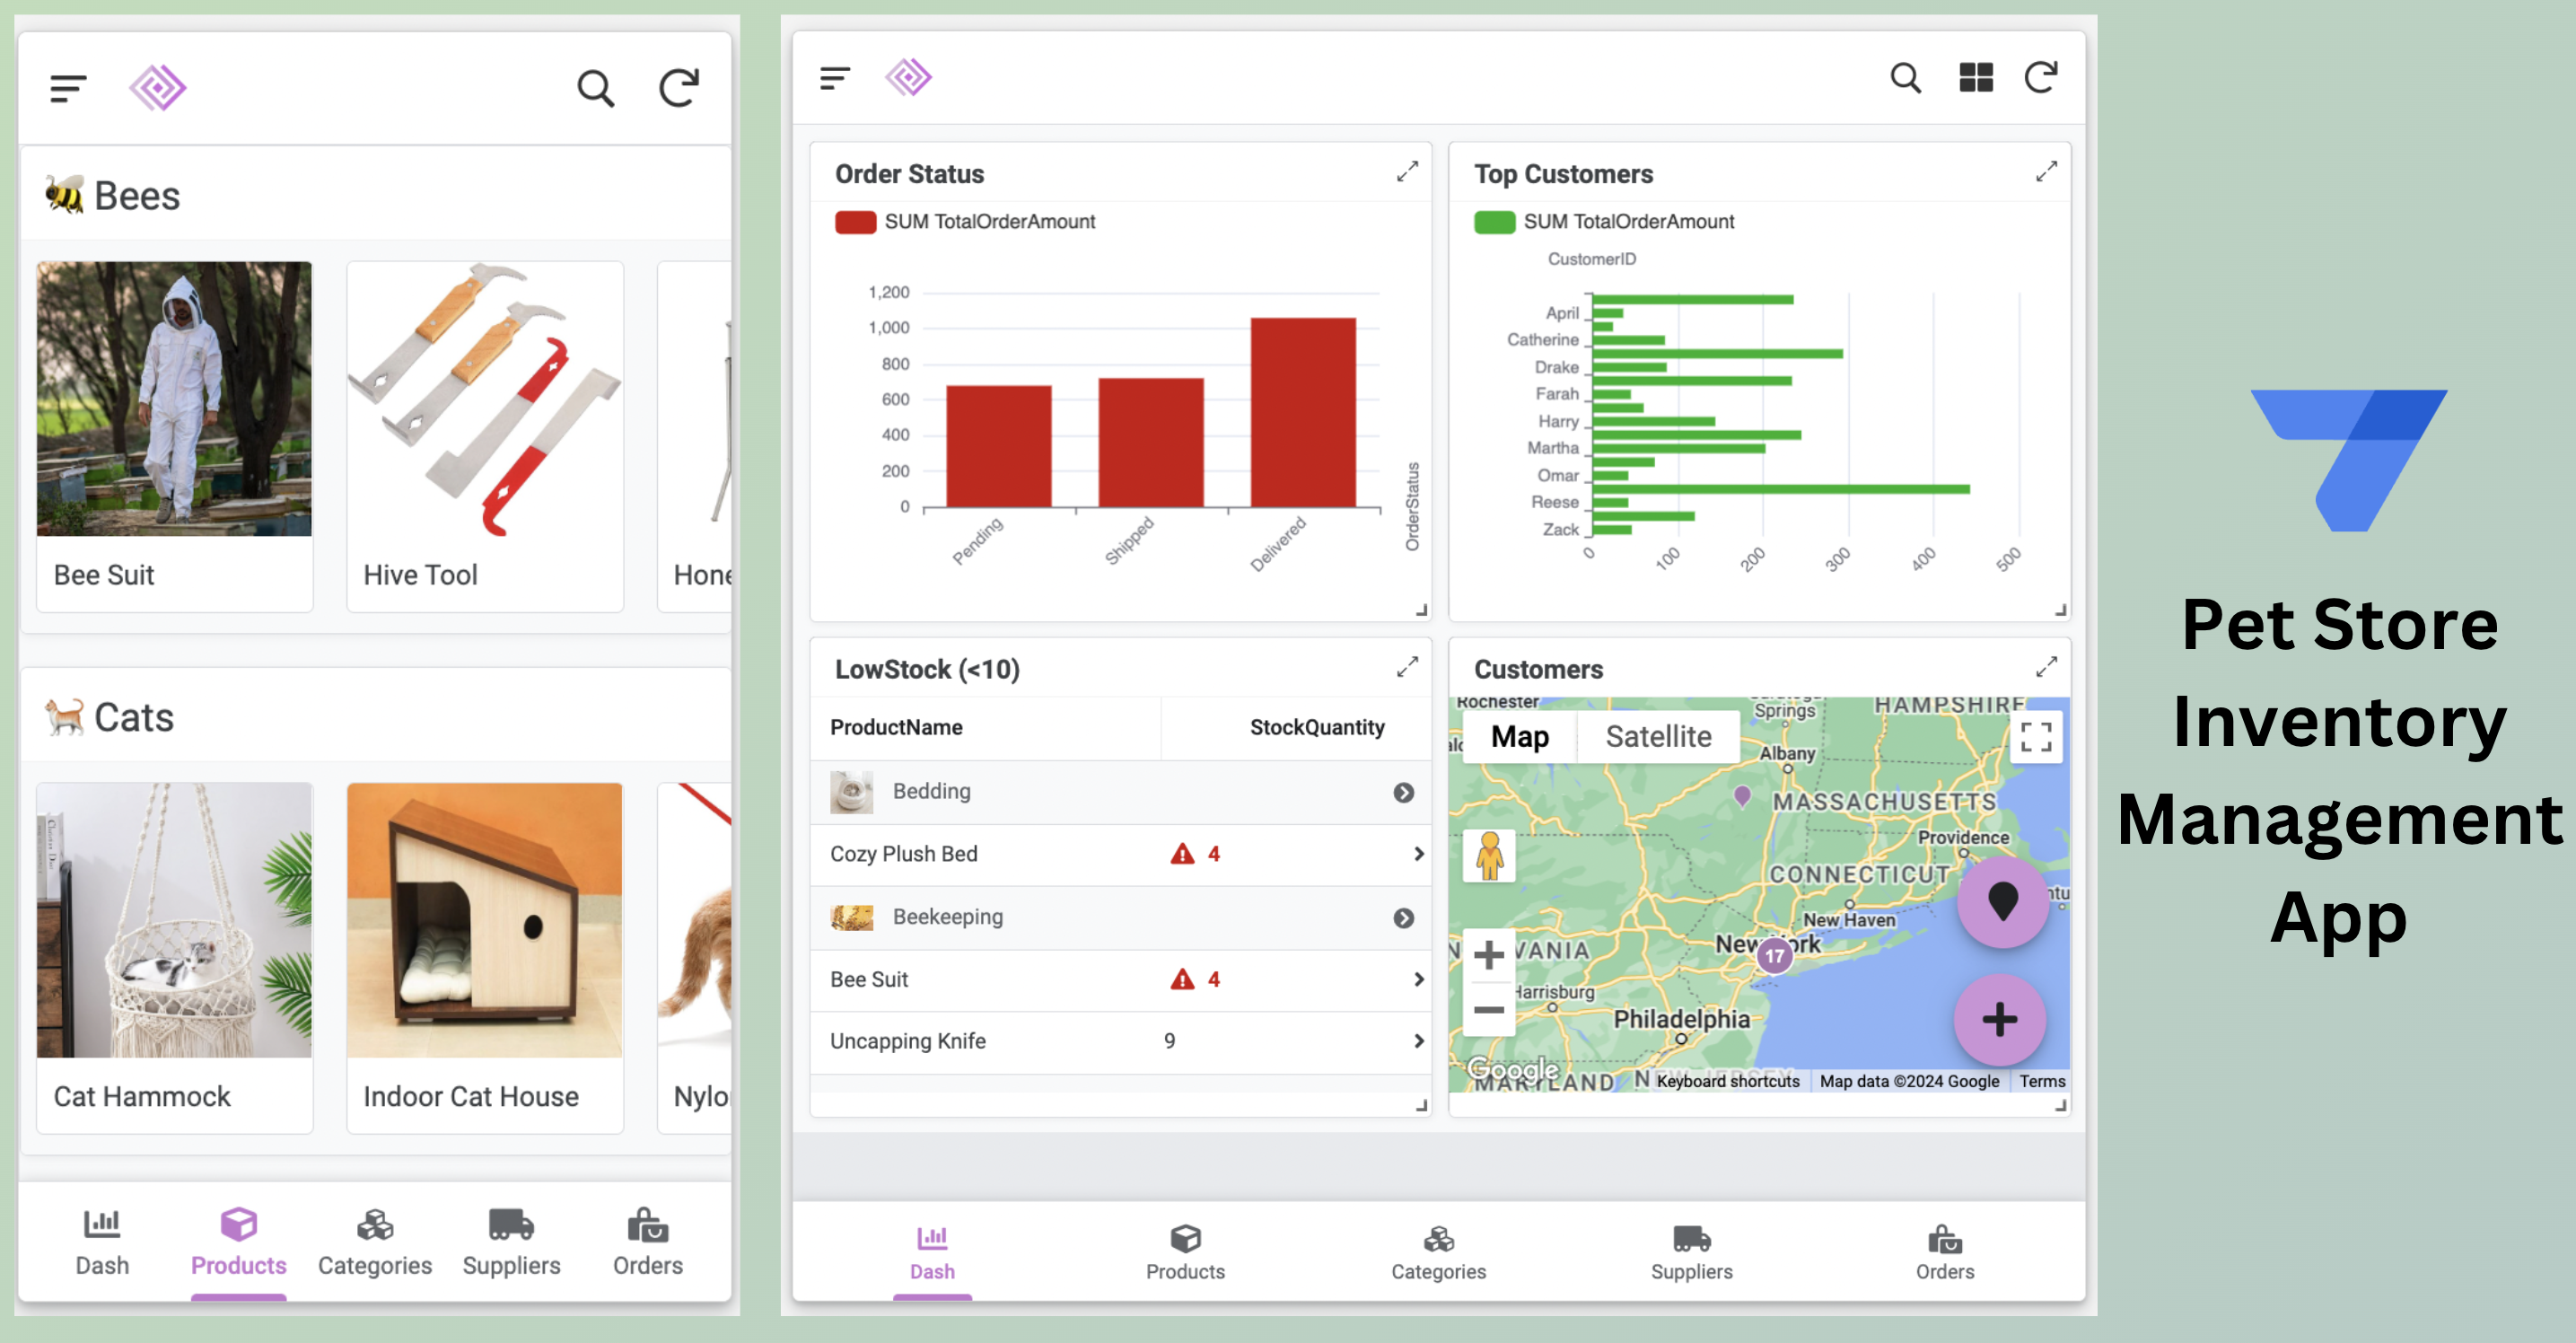 Bees
Bee Suit
Hive Tool
Hone
Cats
Cat Hammock
Indoor Cat House
Nylo
Dash
Products
Categories
Suppliers
Orders
Order Status
SUM TotalOrderAmount
1,200
1,000
800
600
400
200
0
Pending
Shipped
Delivered
OrderStatus
Top Customers
SUM TotalOrderAmount
CustomerID
April
Catherine
Drake
Farah
Harry
Martha
Omar
Reese
Zack
0
100
200
300
400
500
LowStock (<10)
ProductName StockQuantity
Bedding
Cozy Plush Bed 4
Beekeeping
Bee Suit 4
Uncapping Knife 9
Customers
Rochester
Springs
HAMPSHIRE
Map Satellite
Albany
MASSACHUSETTS
Providence
CONNECTICUT
New Haven
New York
17
VANIA
Harrisburg
Philadelphia
Google
MARYLAND
Keyboard shortcuts Map data ©2024 Google Terms
Dash
Products
Categories
Suppliers
Orders
Pet Store
Inventory
Management
App